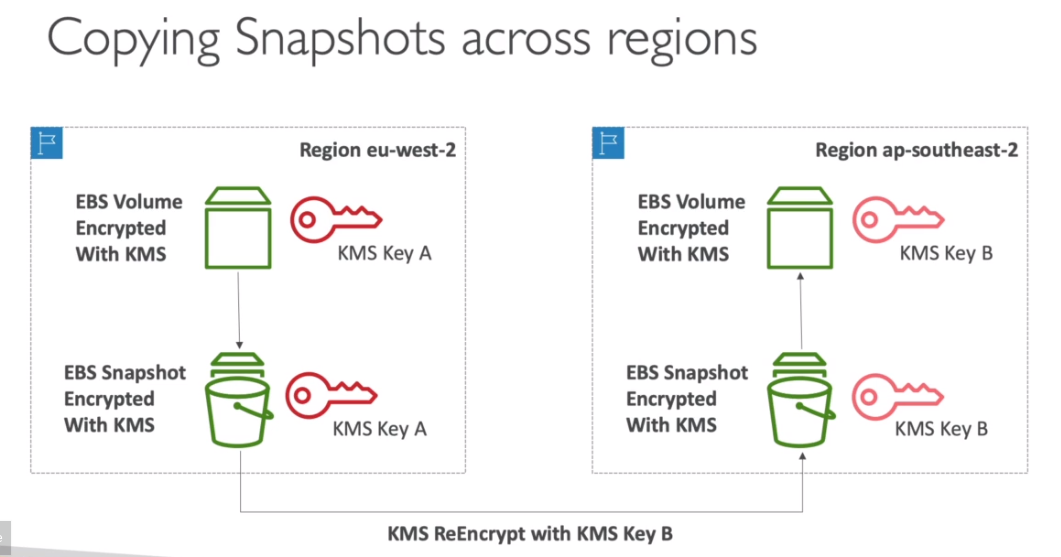 Copying Snapshots across regions
Region eu-west-2
EBS Volume
Encrypted
With KMS
KMS Key A
EBS Snapshot
Encrypted
With KMS
KMS Key A
Region ap-southeast-2
EBS Volume
Encrypted
With KMS
KMS Key B
EBS Snapshot
Encrypted
With KMS
KMS Key B
KMS ReEncrypt with KMS Key B